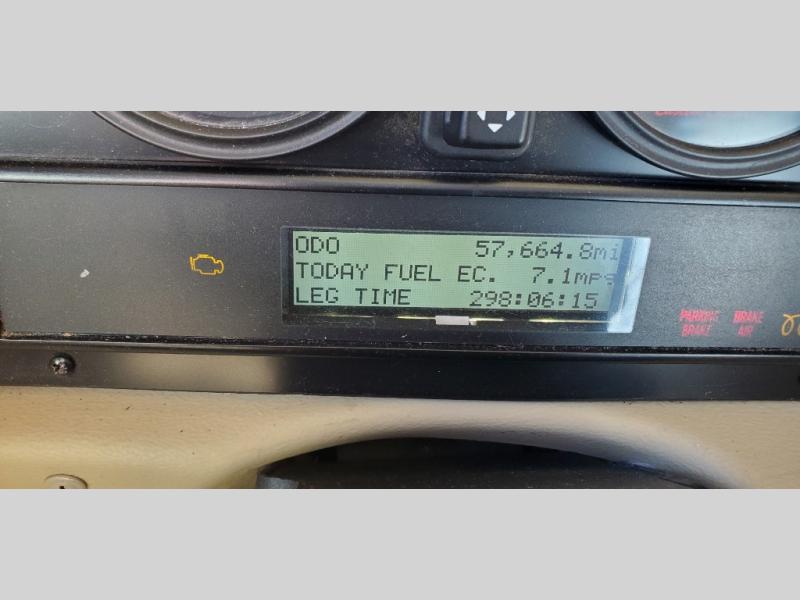 ODO 57,664.8mi
TODAY FUEL EC. 7.1mpg
LEG TIME 298:06:15
PARKING BRAKE
BRAKE AIR